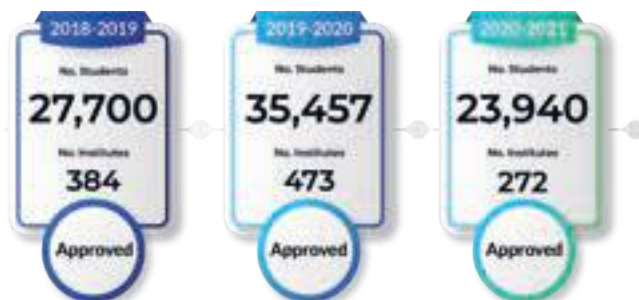 2018-2019
No. Students
27,700
No. Institutes
384
Approved
2019-2020
No. Students
35,457
No. Institutes
473
Approved
2020-2021
No. Students
23,940
No. Institutes
272
Approved